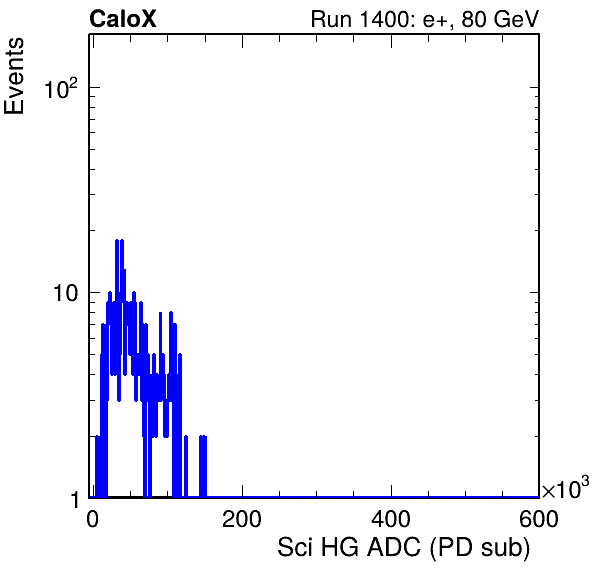 CaloX Run 1400: e+, 80 GeV
Events
10²
10
1
0 200 400 600
×10³
Sci HG ADC (PD sub)